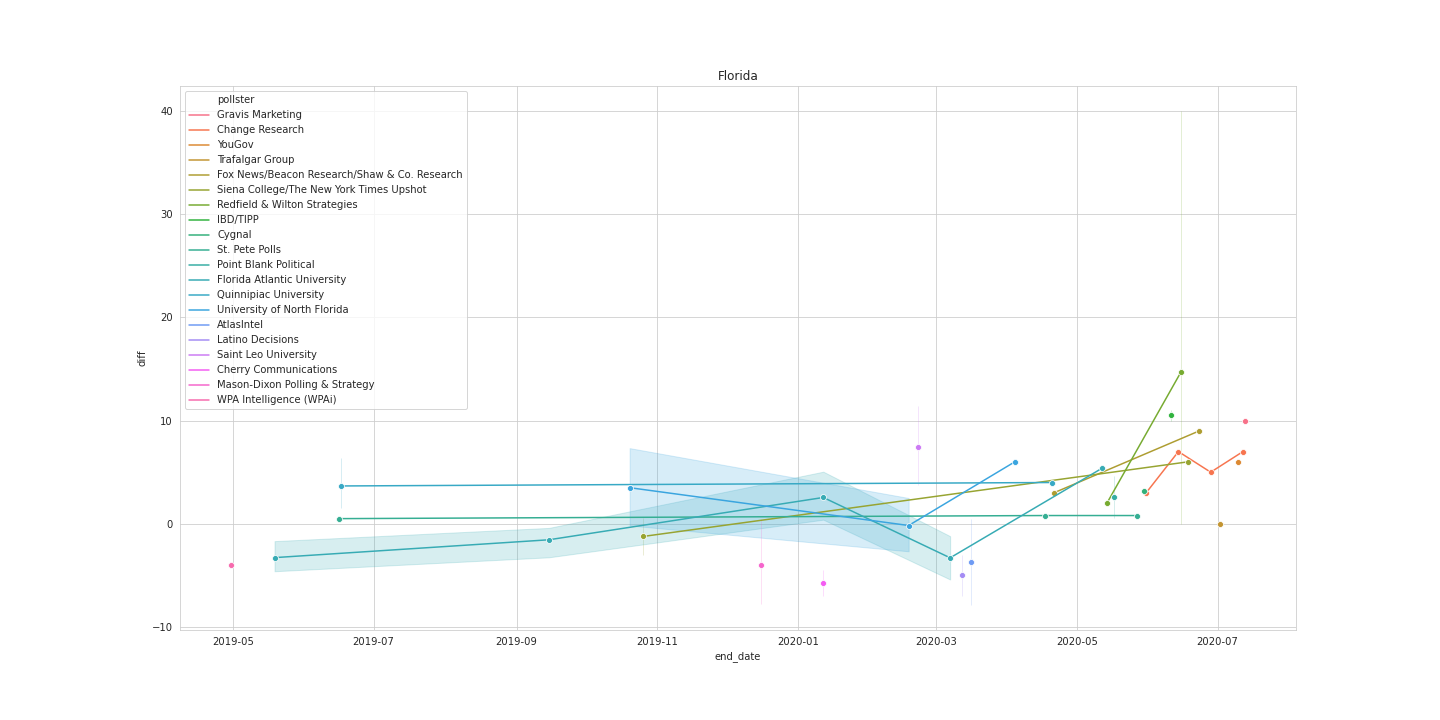 Florida
pollster
Gravis Marketing
Change Research
YouGov
Trafalgar Group
Fox News/Beacon Research/Shaw & Co. Research
Siena College/The New York Times Upshot
Redfield & Wilton Strategies
IBD/TIPP
Cygnal
St. Pete Polls
Point Blank Political
Florida Atlantic University
Quinnipiac University
University of North Florida
AtlasIntel
Latino Decisions
Saint Leo University
Cherry Communications
Mason-Dixon Polling & Strategy
WPA Intelligence (WPAi)
40
30
20
10
0
−10
diff
2019-05 2019-07 2019-09 2019-11 2020-01 2020-03 2020-05 2020-07
end_date